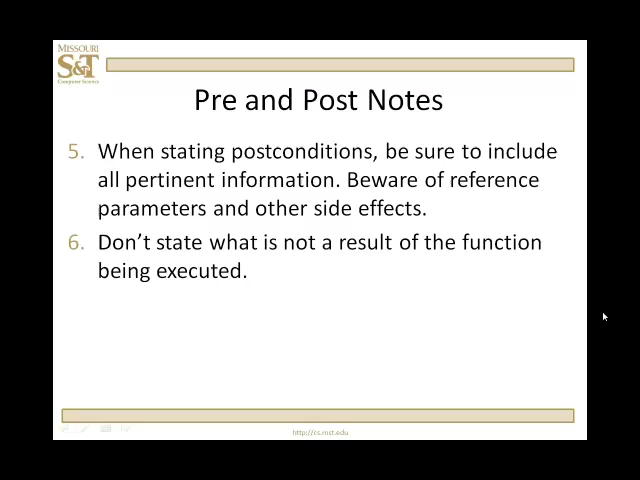 MISSOURI
S&T
Computer Science
Pre and Post Notes
5. When stating postconditions, be sure to include
all pertinent information. Beware of reference
parameters and other side effects.
6. Don’t state what is not a result of the function
being executed.
http://cs.mst.edu